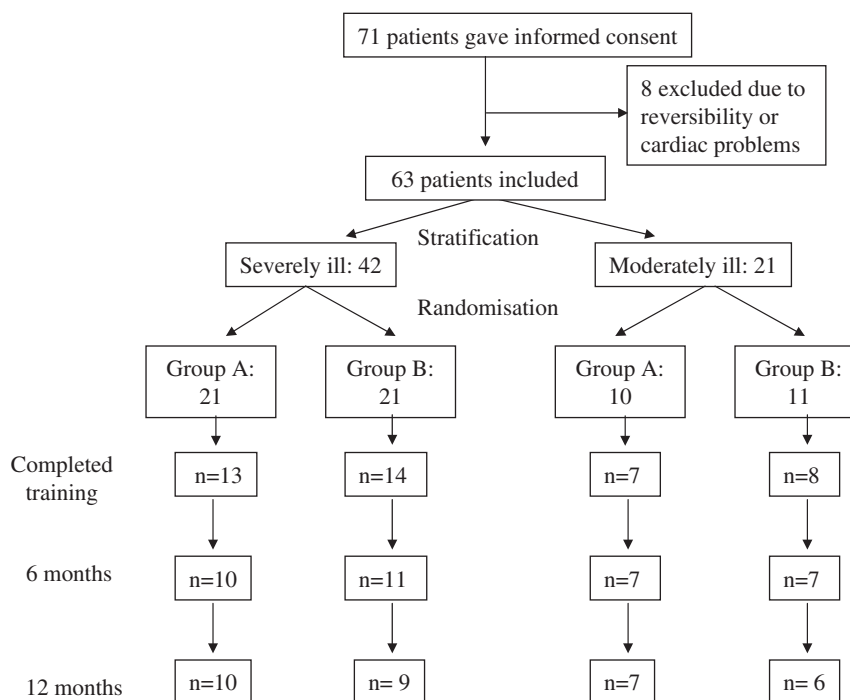 71 patients gave informed consent
8 excluded due to
reversibility or
cardiac problems
63 patients included
Stratification
Severely ill: 42
Moderately ill: 21
Randomisation
Group A:
21
Group B:
21
Group A:
10
Group B:
11
Completed
training
n=13
n=14
n=7
n=8
6 months
n=10
n=11
n=7
n=7
12 months
n=10
n= 9
n=7
n= 6